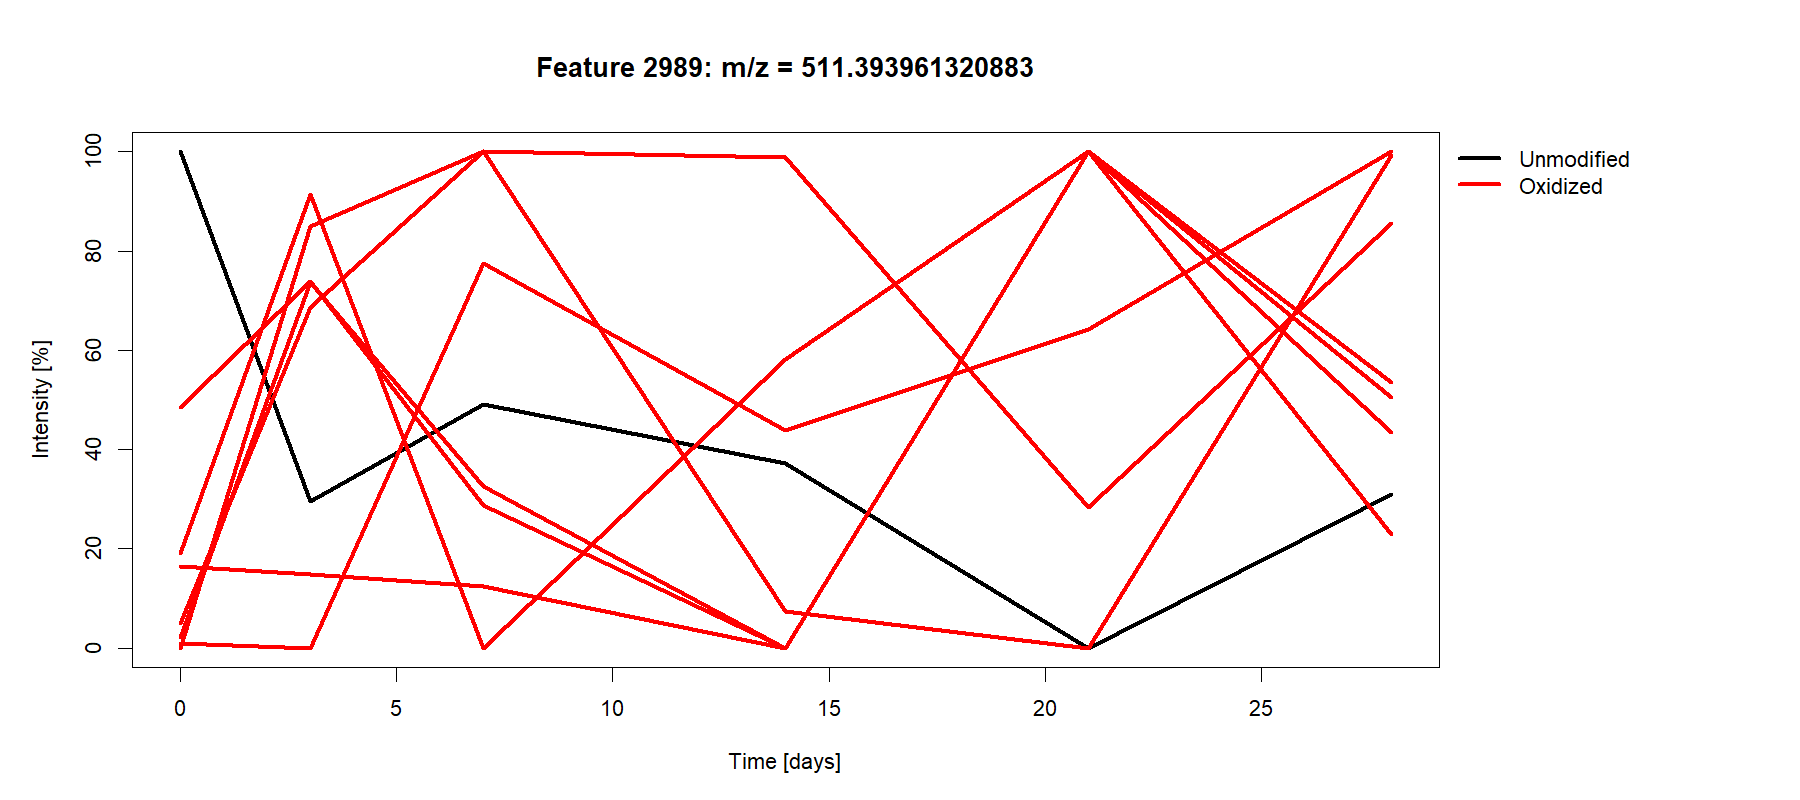 Feature 2989: m/z = 511.393961320883
100
80
60
40
20
0
Intensity [%]
0 5 10 15 20 25
Time [days]
Unmodified
Oxidized